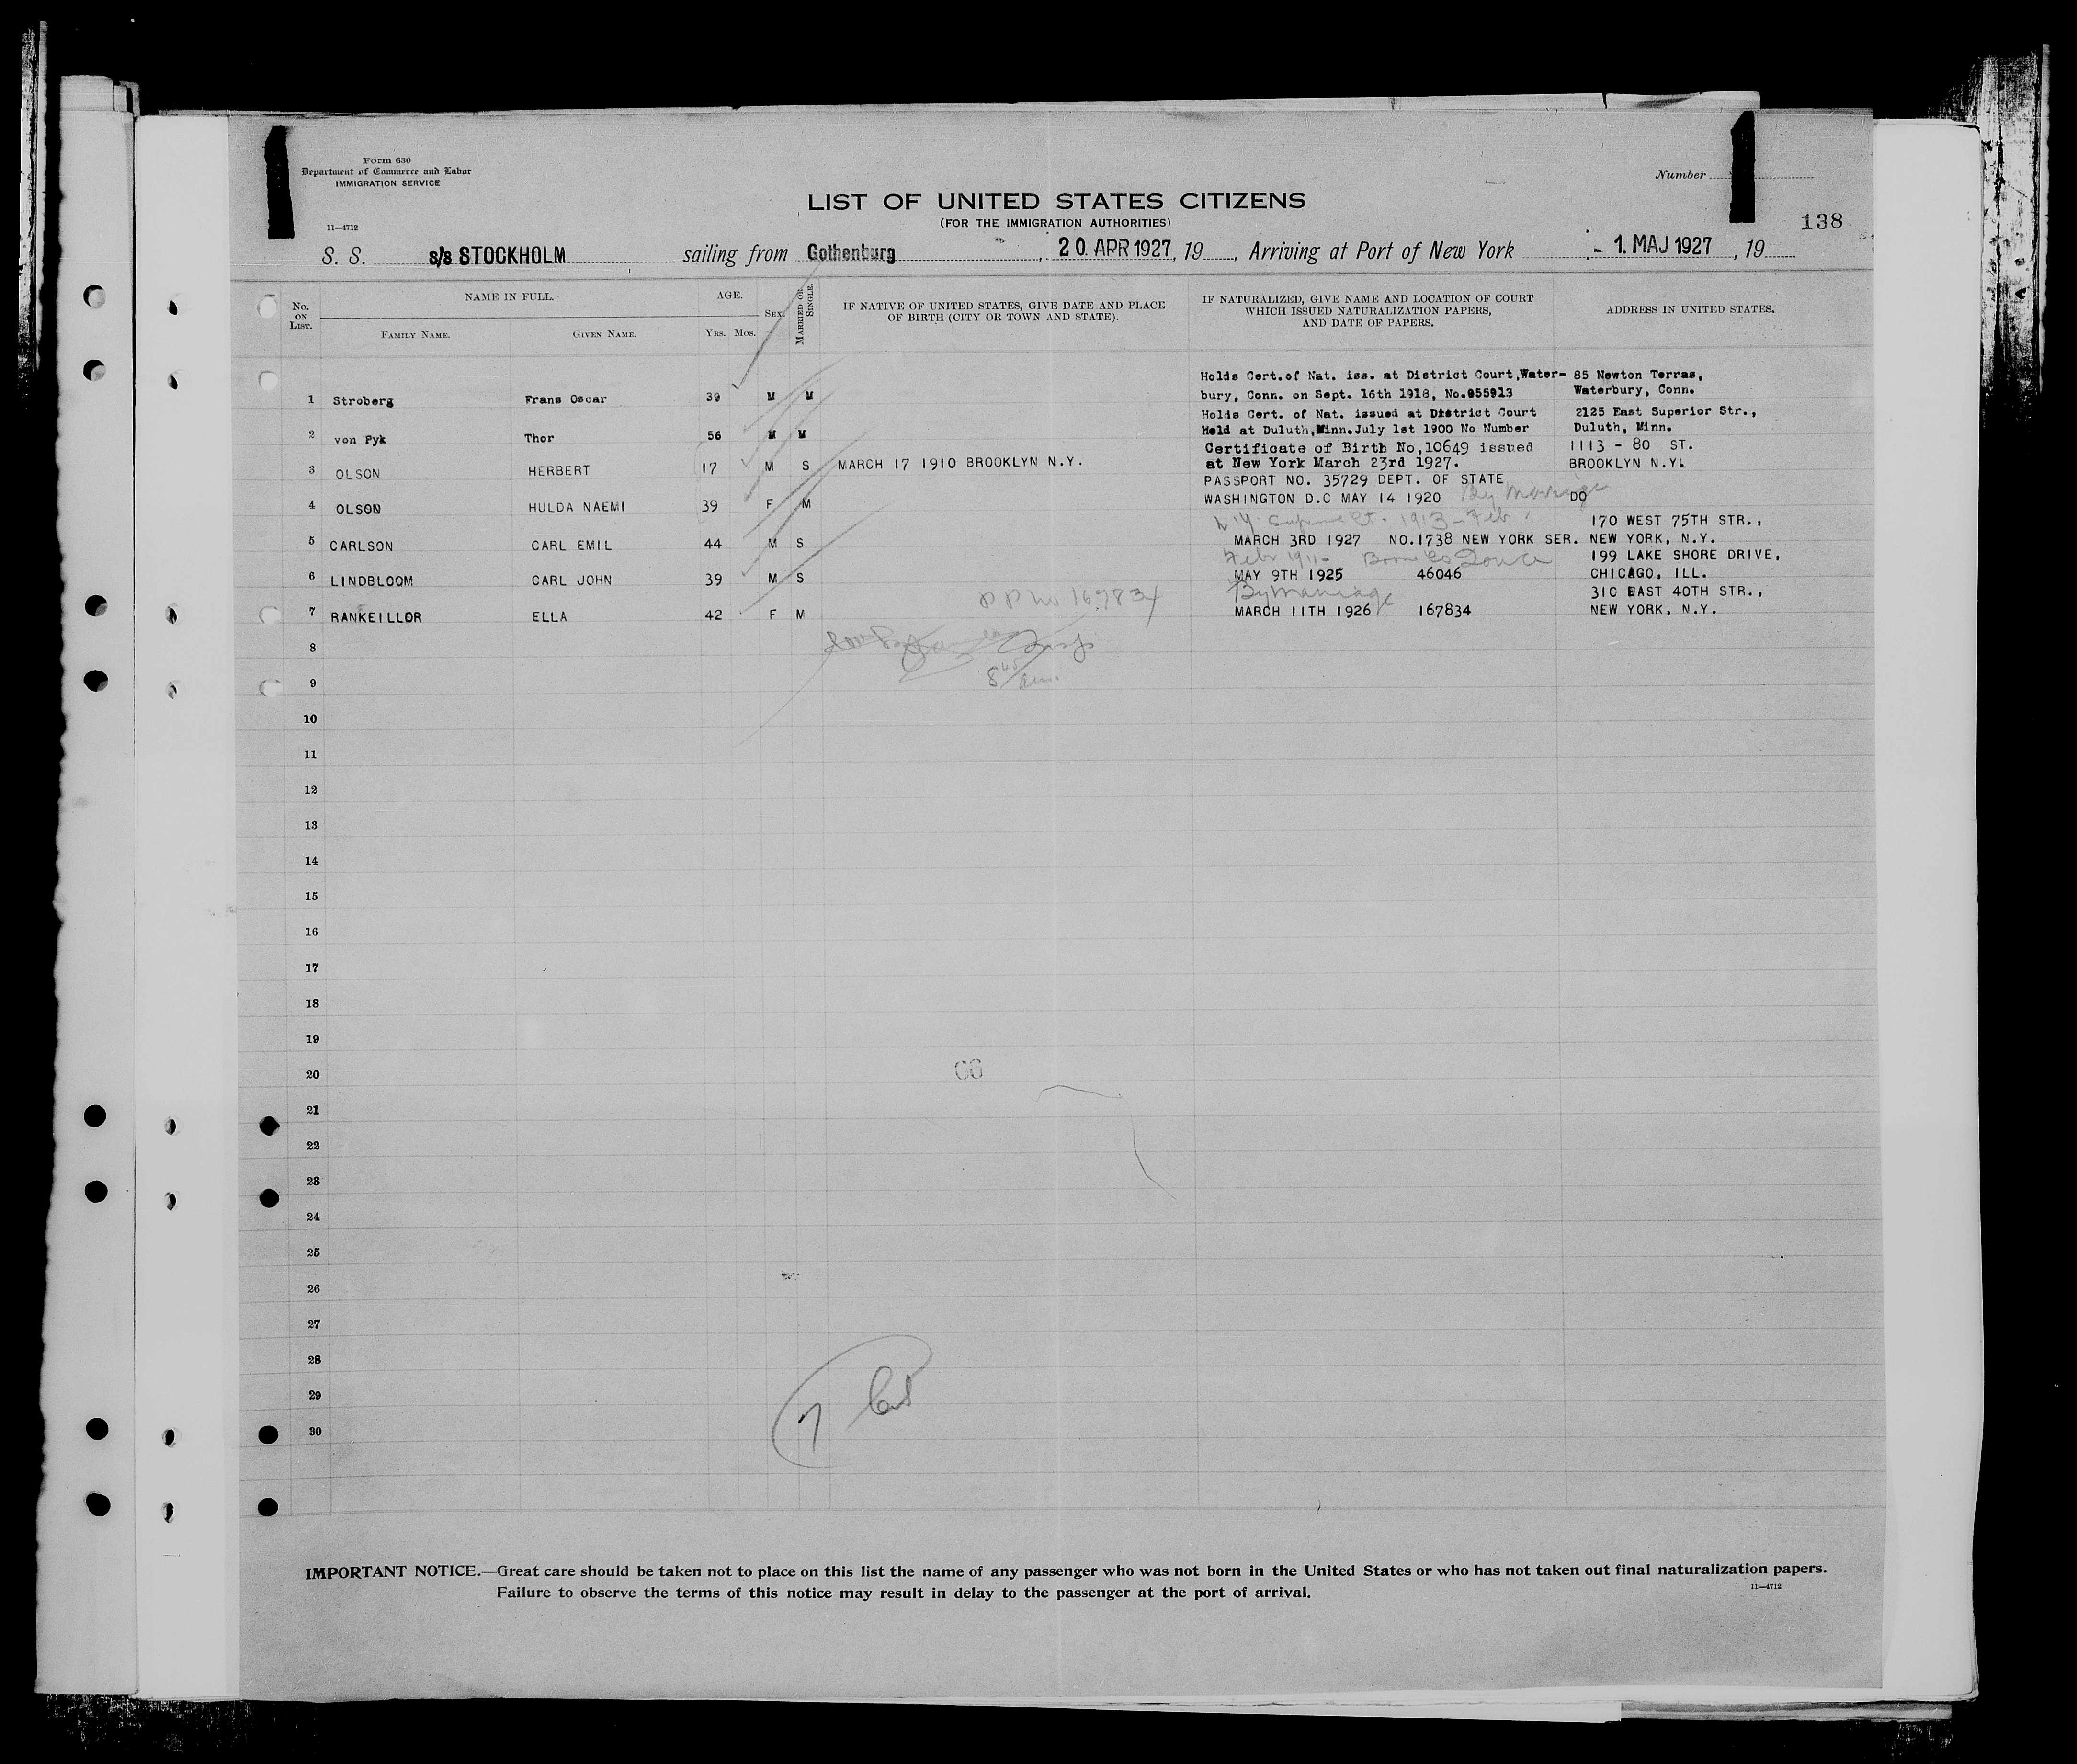 Form 630
Department of Commerce and Labor
IMMIGRATION SERVICE
Number
LIST OF UNITED STATES CITIZENS
(FOR THE IMMIGRATION AUTHORITIES)
138
11—4712
S. S. s/s STOCKHOLM sailing from Gothenburg, 20. APR 1927, 19, Arriving at Port of New York - 1. MAJ 1927, 19
No. ON LIST. NAME IN FULL. AGE. SEX. MARRIED OR SINGLE. IF NATIVE OF UNITED STATES, GIVE DATE AND PLACE OF BIRTH (CITY OR TOWN AND STATE). IF NATURALIZED, GIVE NAME AND LOCATION OF COURT WHICH ISSUED NATURALIZATION PAPERS, AND DATE OF PAPERS. ADDRESS IN UNITED STATES.
FAMILY NAME. GIVEN NAME. YRS. MOS.
Holds Cert.of Nat. iss. at District Court,Water- 85 Newton Terras,
1 Stroberg Frans Oscar 39 M M bury, Conn. on Sept. 16th 1918, No.055913 Waterbury, Conn.
Holds Cert. of Nat. issued at District Court 2125 East Superior Str.,
2 von Pyk Thor 56 M M Held at Duluth,Minn.July 1st 1900 No Number Duluth, Minn.
Certificate of Birth No,10649 issued 1113 - 80 ST.
3 OLSON HERBERT 17 M S MARCH 17 1910 BROOKLYN N.Y. at New York March 23rd 1927. BROOKLYN N.Y.
PASSPORT NO. 35729 DEPT. OF STATE
4 OLSON HULDA NAEMI 39 F M WASHINGTON D.C MAY 14 1920 By Marriage DO
N.Y. Supreme Ct. 1913 - Feb. 170 WEST 75TH STR.,
5 CARLSON CARL EMIL 44 M S MARCH 3RD 1927 NO.1738 NEW YORK SER. NEW YORK, N.Y.
Febr 1911- 199 LAKE SHORE DRIVE,
6 LINDBLOOM CARL JOHN 39 M S MAY 9TH 1925 46046 CHICAGO, ILL.
PP No 167834 By marriage 310 EAST 40TH STR.,
7 RANKEILLOR ELLA 42 F M MARCH 11TH 1926 167834 NEW YORK, N.Y.
8
8 45 am.
9
10
11
12
13
14
15
16
17
18
19
20
21
22
23
24
25
26
27
28
29
7
30
IMPORTANT NOTICE.—Great care should be taken not to place on this list the name of any passenger who was not born in the United States or who has not taken out final naturalization papers.
Failure to observe the terms of this notice may result in delay to the passenger at the port of arrival.
11—4712